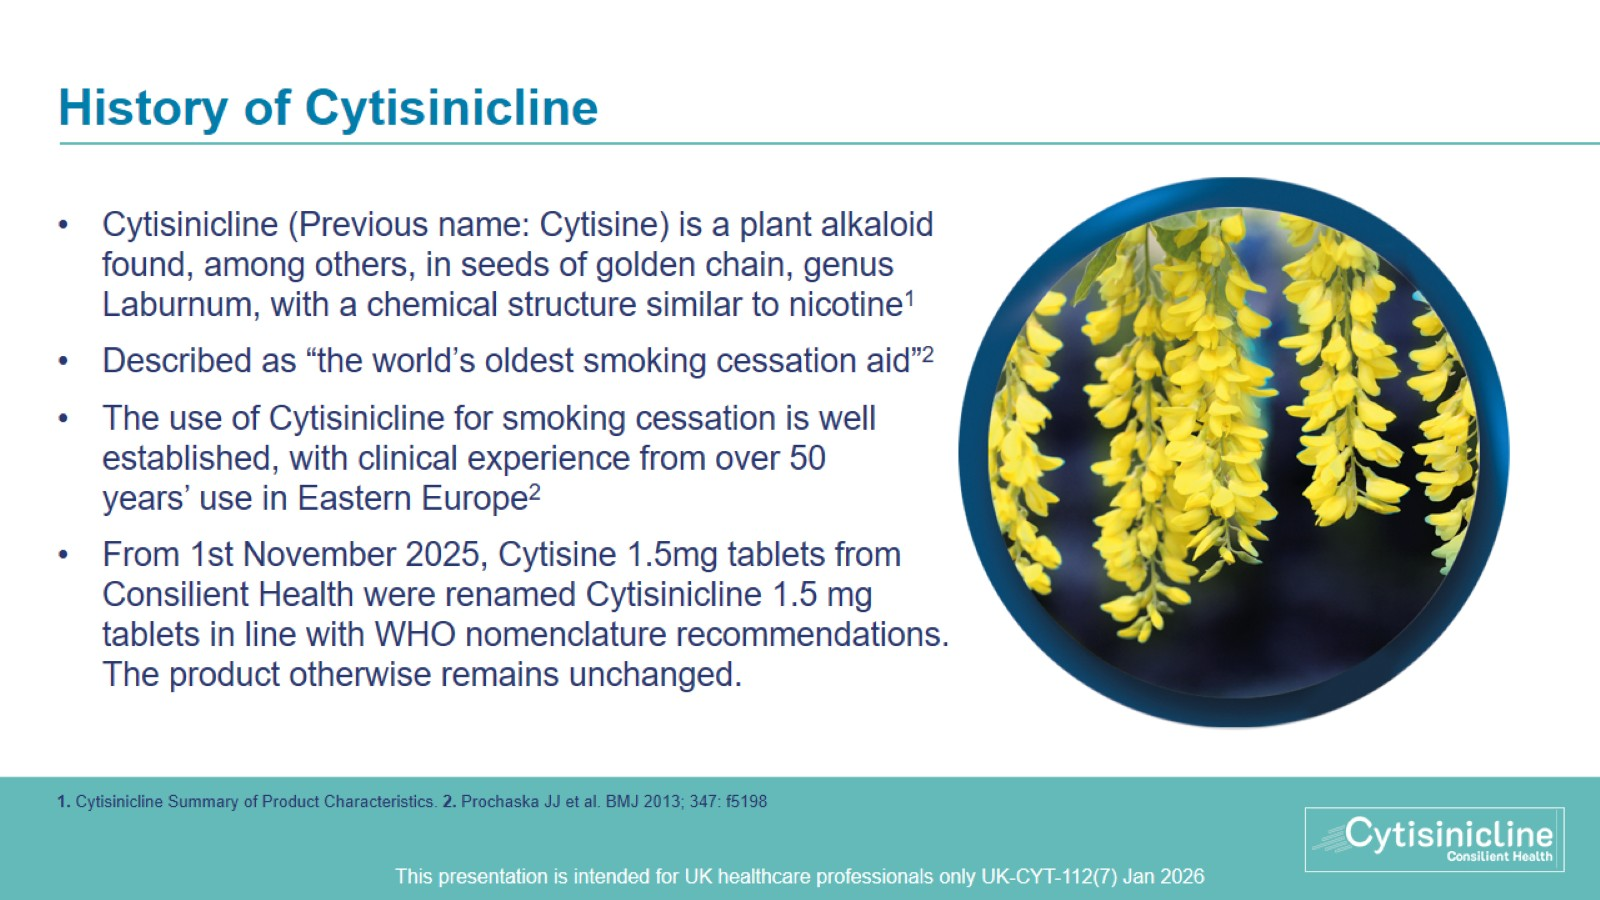 History of Cytisinicline
• Cytisinicline (Previous name: Cytisine) is a plant alkaloid
found, among others, in seeds of golden chain, genus
Laburnum, with a chemical structure similar to nicotine1
• Described as “the world’s oldest smoking cessation aid”2
• The use of Cytisinicline for smoking cessation is well
established, with clinical experience from over 50
years’ use in Eastern Europe2
• From 1st November 2025, Cytisine 1.5mg tablets from
Consilient Health were renamed Cytisinicline 1.5 mg
tablets in line with WHO nomenclature recommendations.
The product otherwise remains unchanged.
1. Cytisinicline Summary of Product Characteristics. 2. Prochaska JJ et al. BMJ 2013; 347: f5198
Cytisinicline
Consilient Health
This presentation is intended for UK healthcare professionals only UK-CYT-112(7) Jan 2026